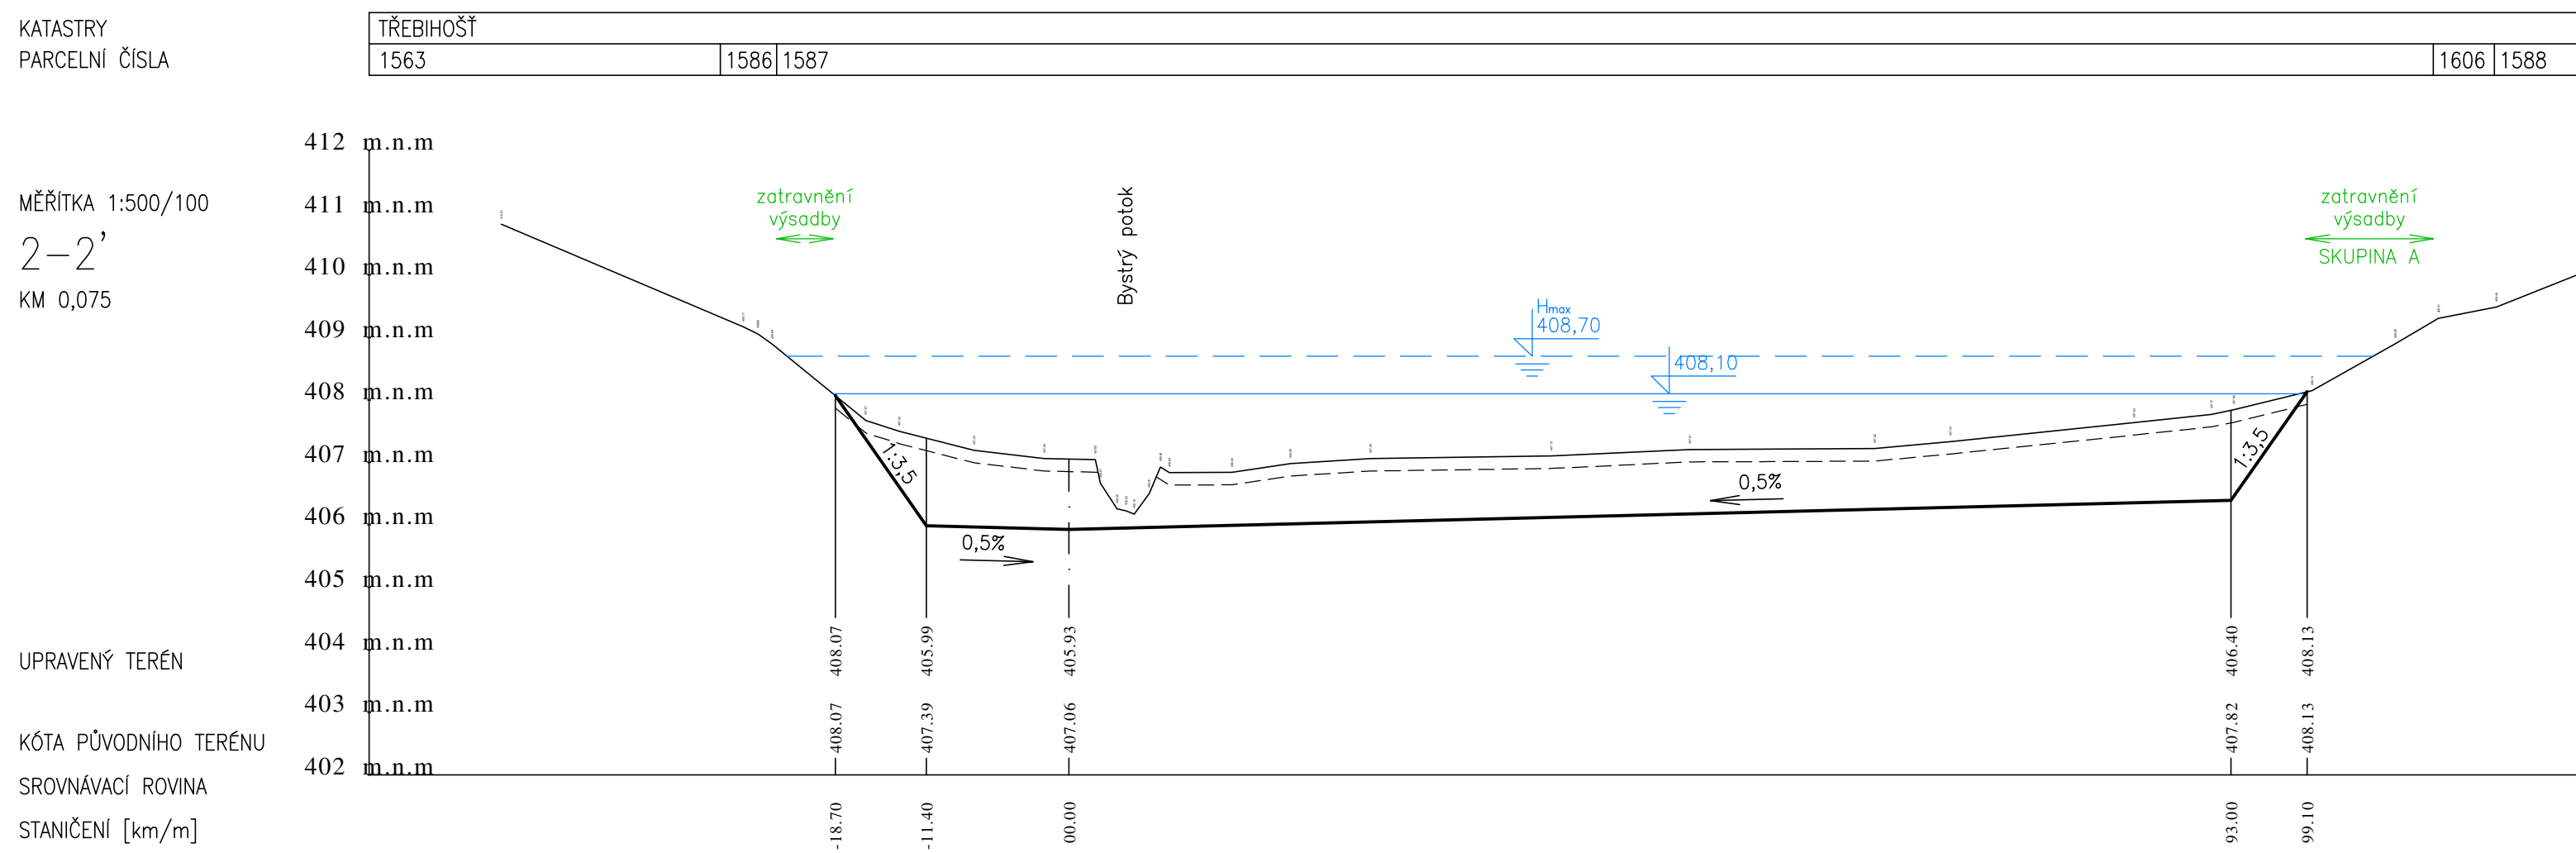 KATASTRY
TŘEBIHOŠŤ
PARCELNÍ ČÍSLA
1563
1586
1587
1606
1588
412 m.n.m
MĚŘÍTKA 1:500/100
411 m.n.m
2-2'
410 m.n.m
KM 0,075
409 m.n.m
408 m.n.m
407 m.n.m
406 m.n.m
405 m.n.m
404 m.n.m
403 m.n.m
402 m.n.m
zatravnění
výsadby
Bystrý potok
Hmax
408,70
408,10
zatravnění
výsadby
SKUPINA A
1:3,5
0,5%
0,5%
1:3,5
UPRAVENÝ TERÉN
408.07
405.99
405.93
406.40
408.13
KÓTA PŮVODNÍHO TERÉNU
408.07
407.39
407.06
407.82
408.13
SROVNÁVACÍ ROVINA
STANIČENÍ [km/m]
-18.70
-11.40
00.00
93.00
99.10